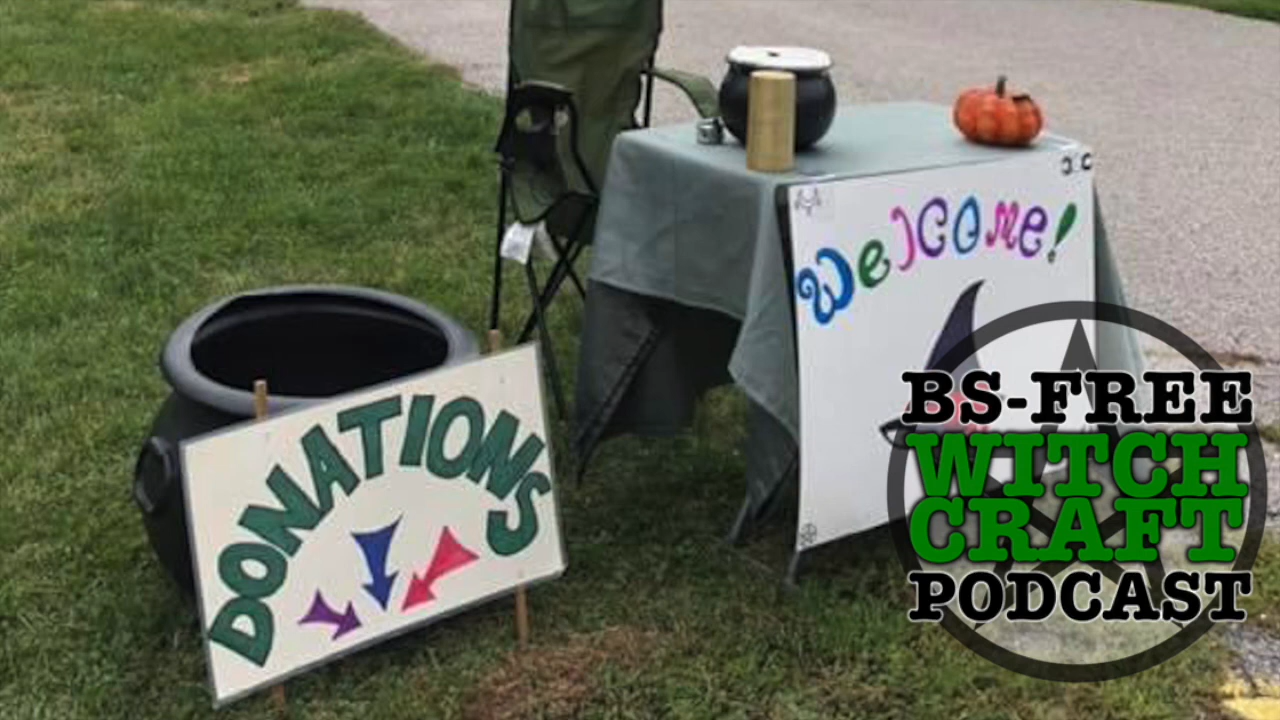 WelCOMe!
DONATIONS
BS-FREE
WITCH
CRAFT
PODCAST